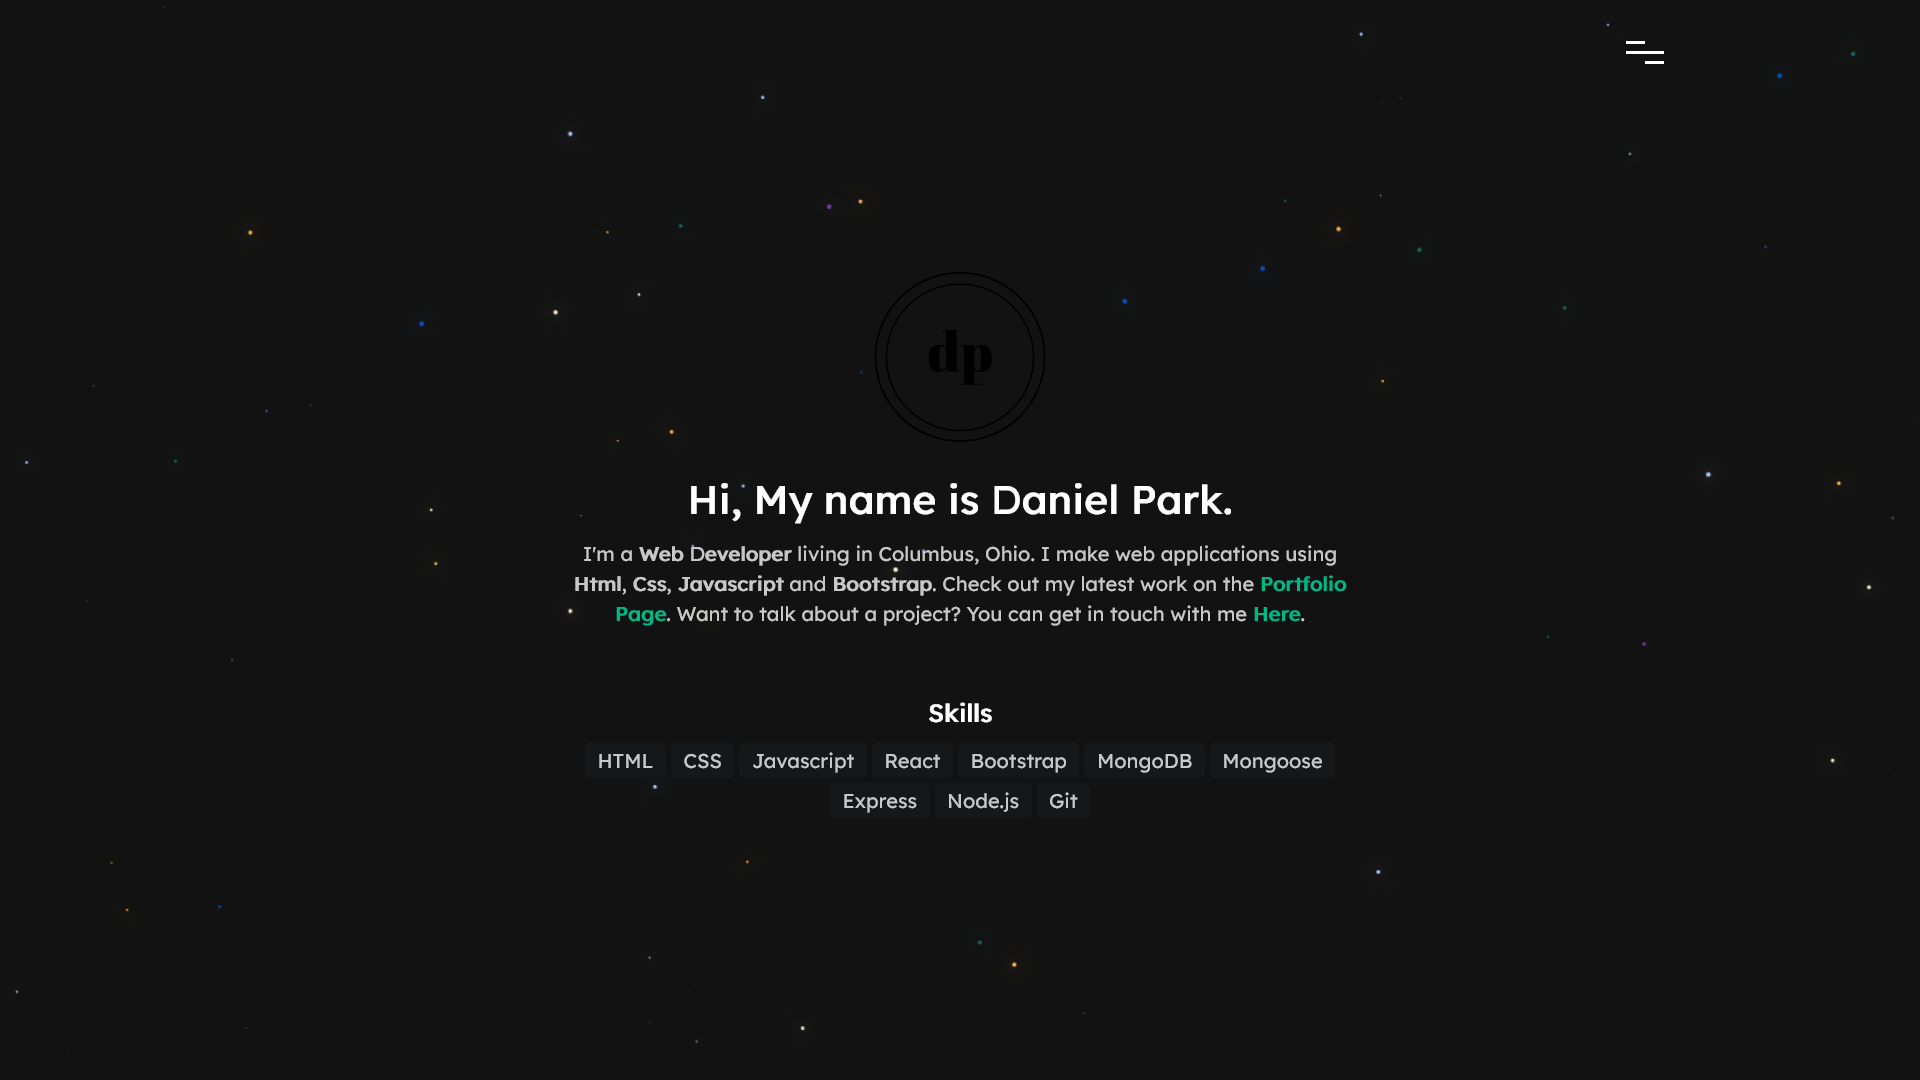 dp
Hi, My name is Daniel Park.
I'm a Web Developer living in Columbus, Ohio. I make web applications using
Html, Css, Javascript and Bootstrap. Check out my latest work on the Portfolio
Page. Want to talk about a project? You can get in touch with me Here.
Skills
HTML CSS Javascript React Bootstrap MongoDB Mongoose
Express Node.js Git